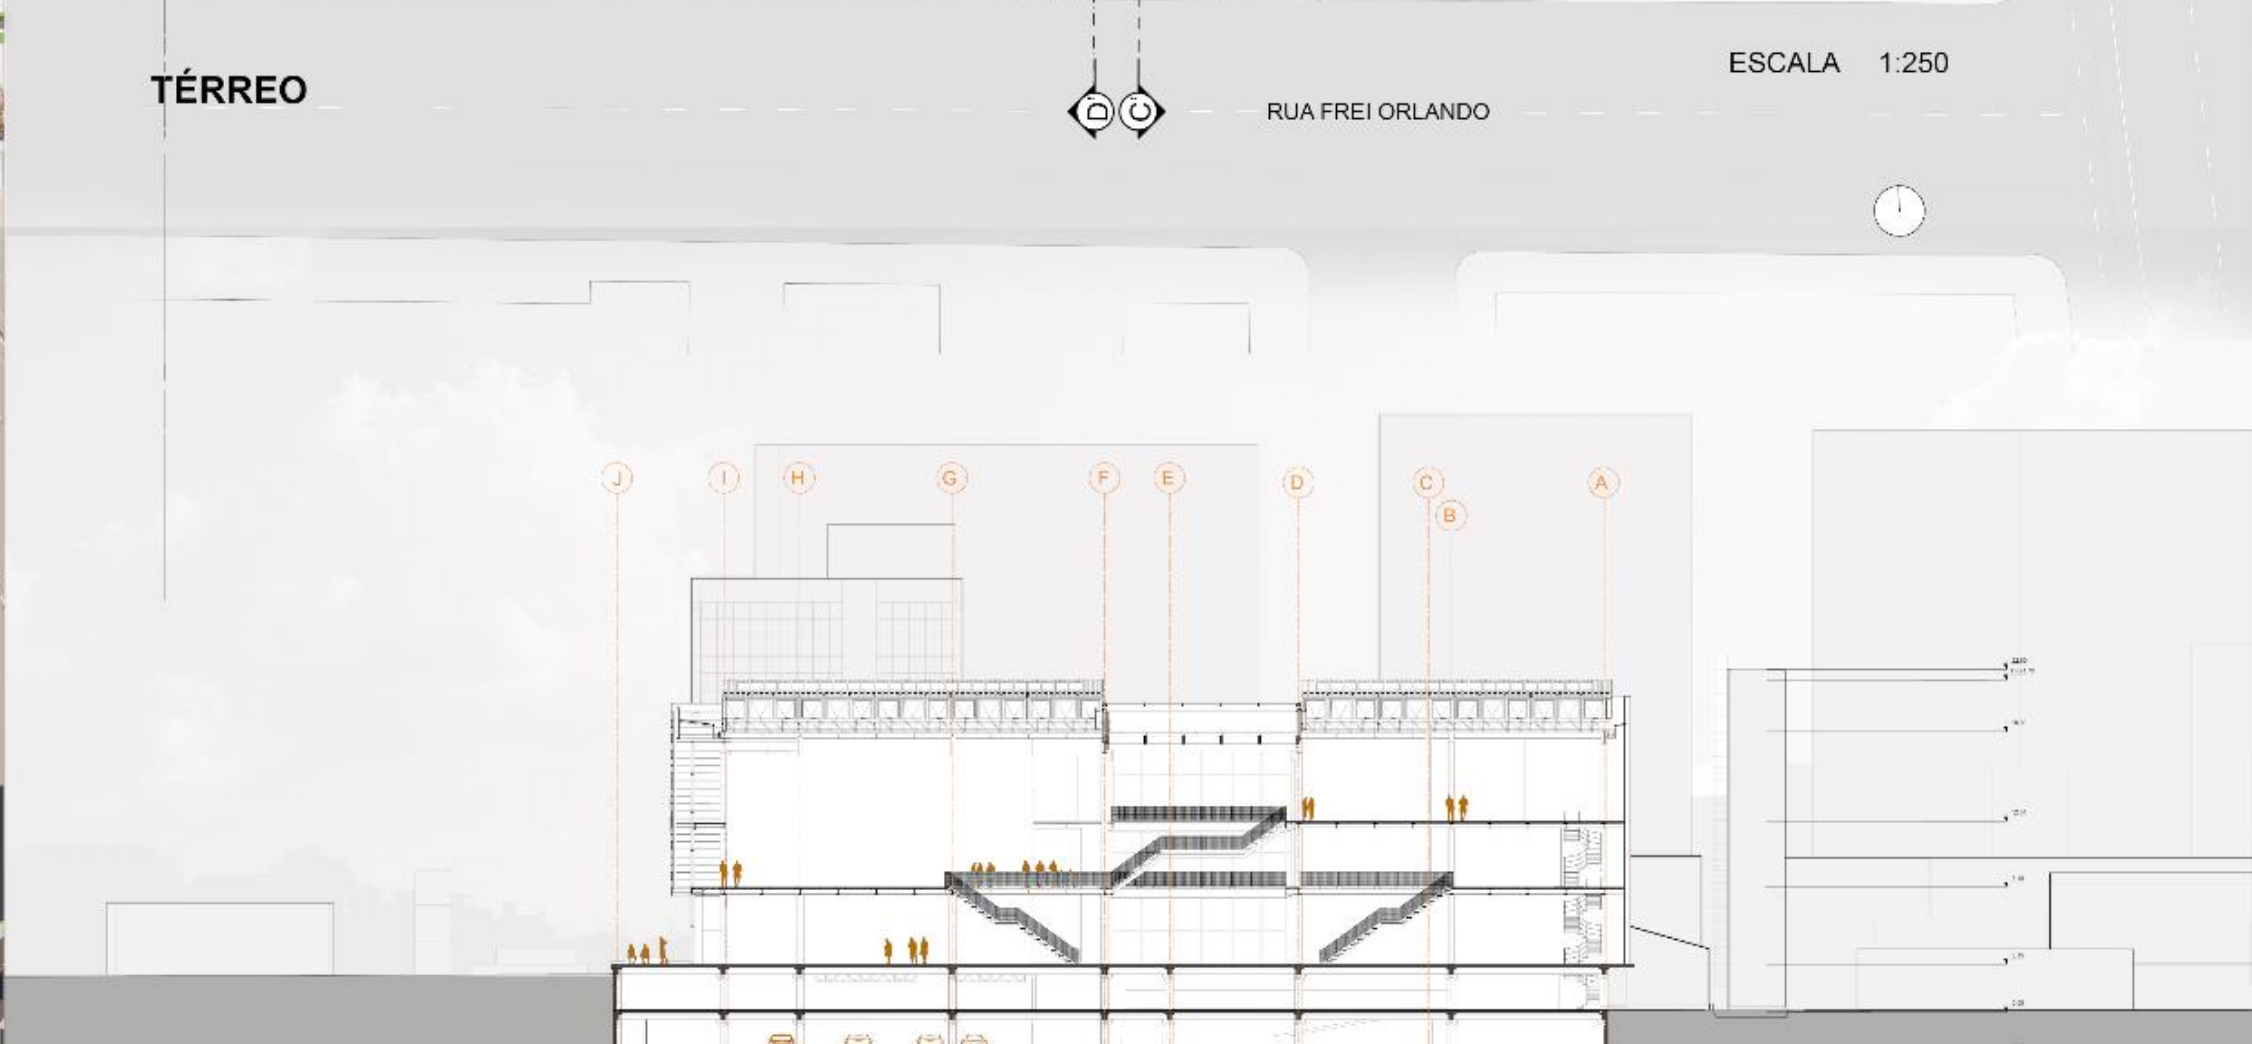 ESCALA 1:250
TÉRREO
D C
RUA FREI ORLANDO
J I H G F E D C A
B